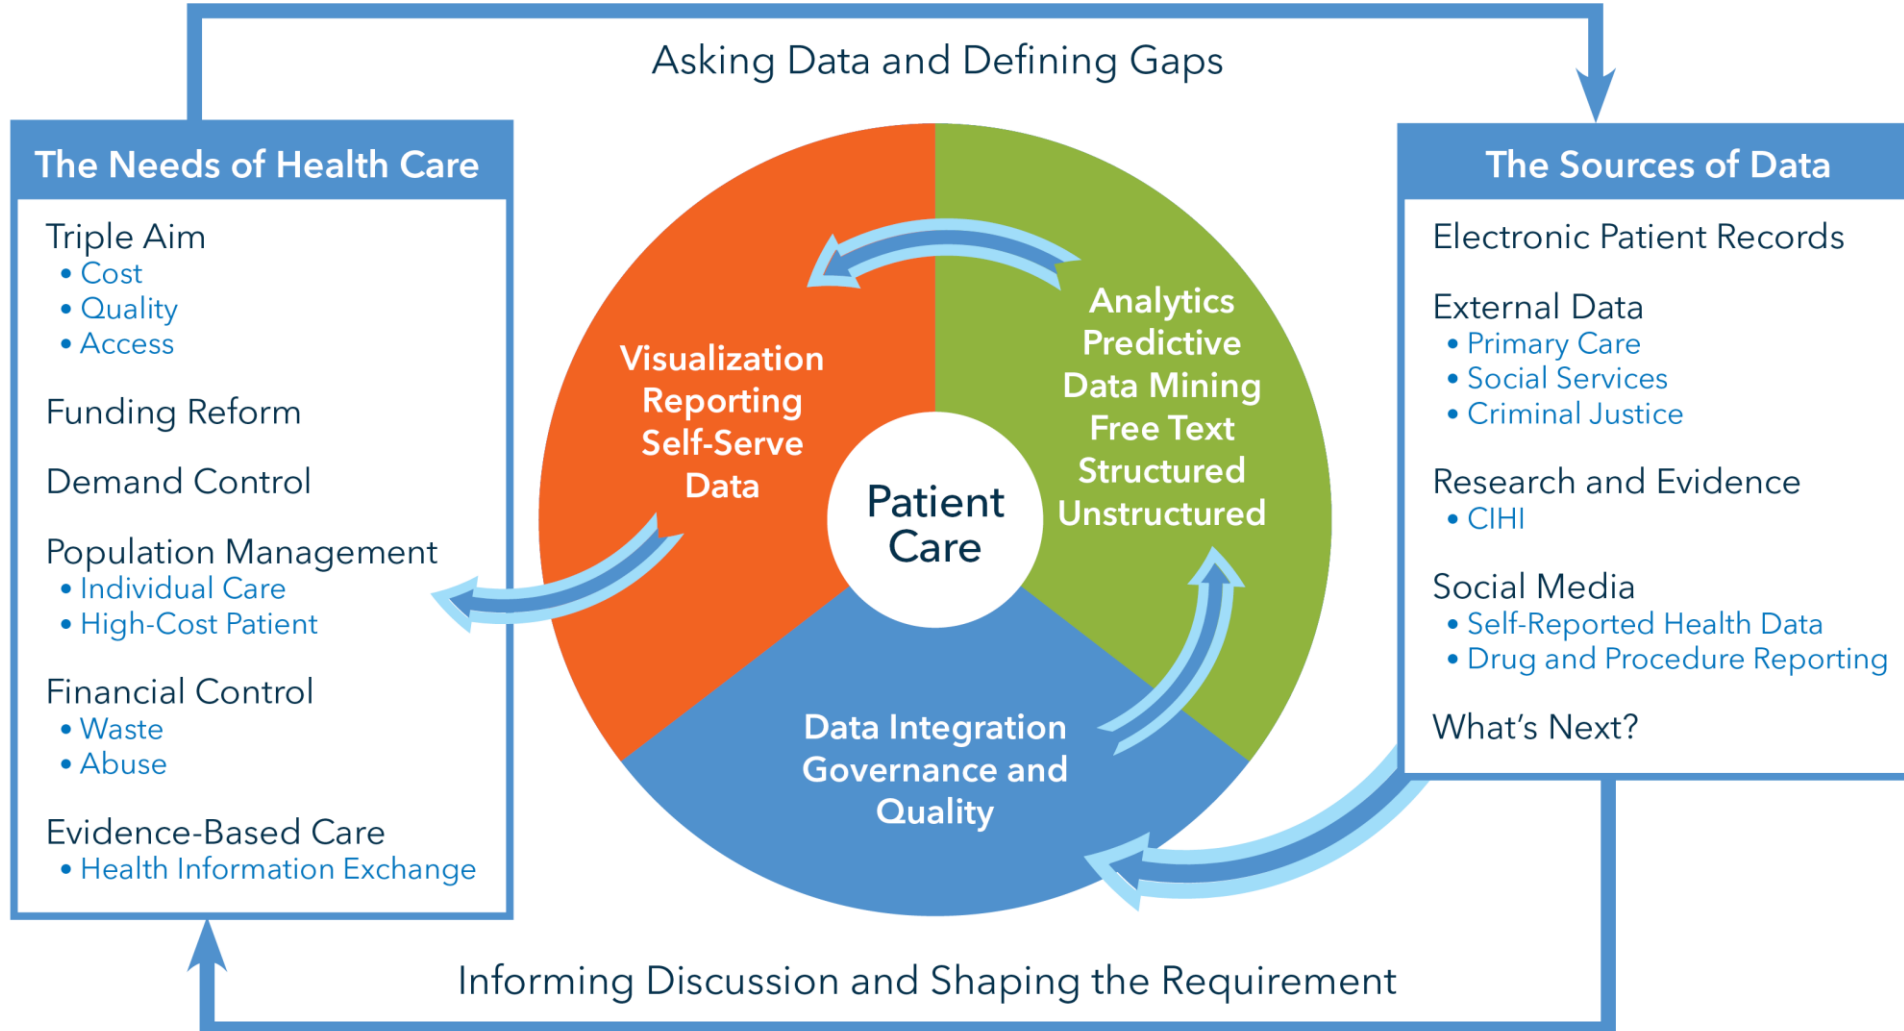 Asking Data and Defining Gaps
The Needs of Health Care
Triple Aim
• Cost
• Quality
• Access
Funding Reform
Demand Control
Population Management
• Individual Care
• High-Cost Patient
Financial Control
• Waste
• Abuse
Evidence-Based Care
• Health Information Exchange
Visualization
Reporting
Self-Serve
Data
Analytics
Predictive
Data Mining
Free Text
Structured
Unstructured
Patient
Care
Data Integration
Governance and
Quality
The Sources of Data
Electronic Patient Records
External Data
• Primary Care
• Social Services
• Criminal Justice
Research and Evidence
• CIHI
Social Media
• Self-Reported Health Data
• Drug and Procedure Reporting
What's Next?
Informing Discussion and Shaping the Requirement